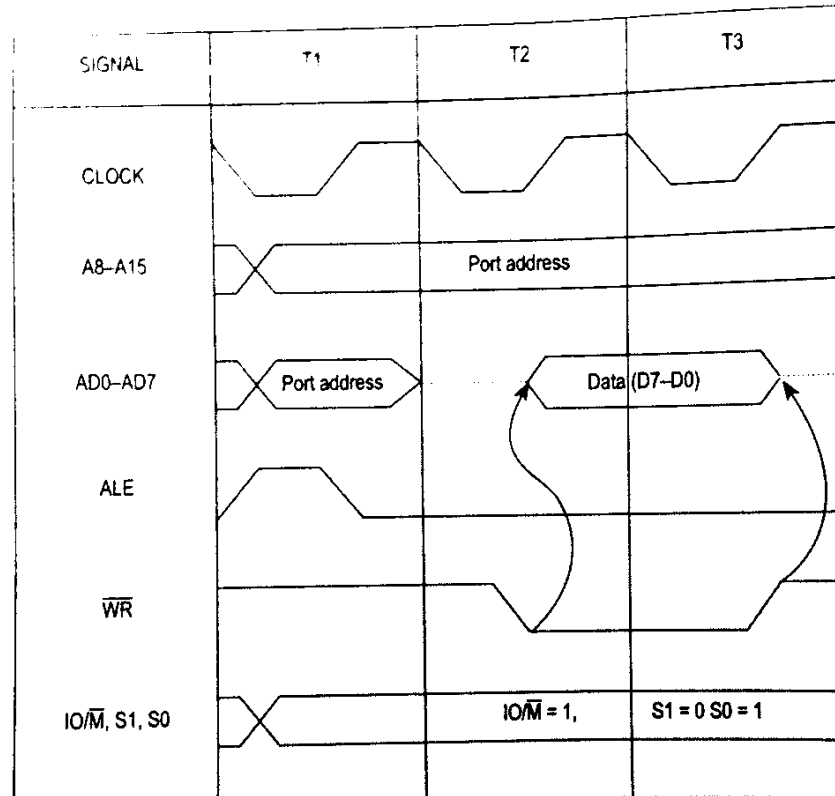 SIGNAL T1 T2 T3
CLOCK
A8–A15 Port address
AD0–AD7 Port address Data (D7–D0)
ALE
W̅R̅
IO/M̅, S1, S0 IO/M̅ = 1, S1 = 0 S0 = 1